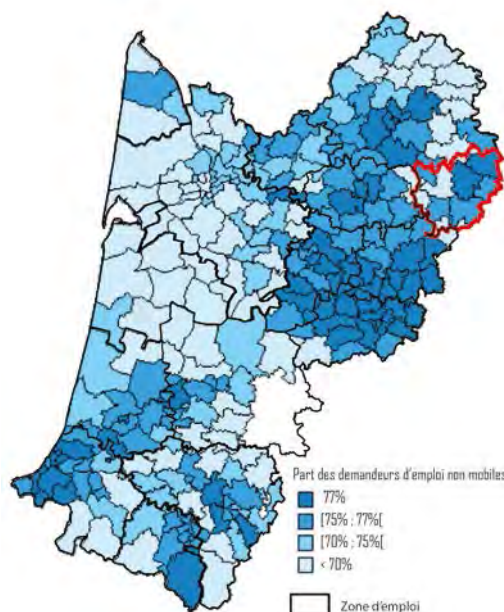 Part des demandeurs d'emploi non mobiles
77%
[75% ; 77%[
[70% ; 75%[
< 70%
Zone d'emploi